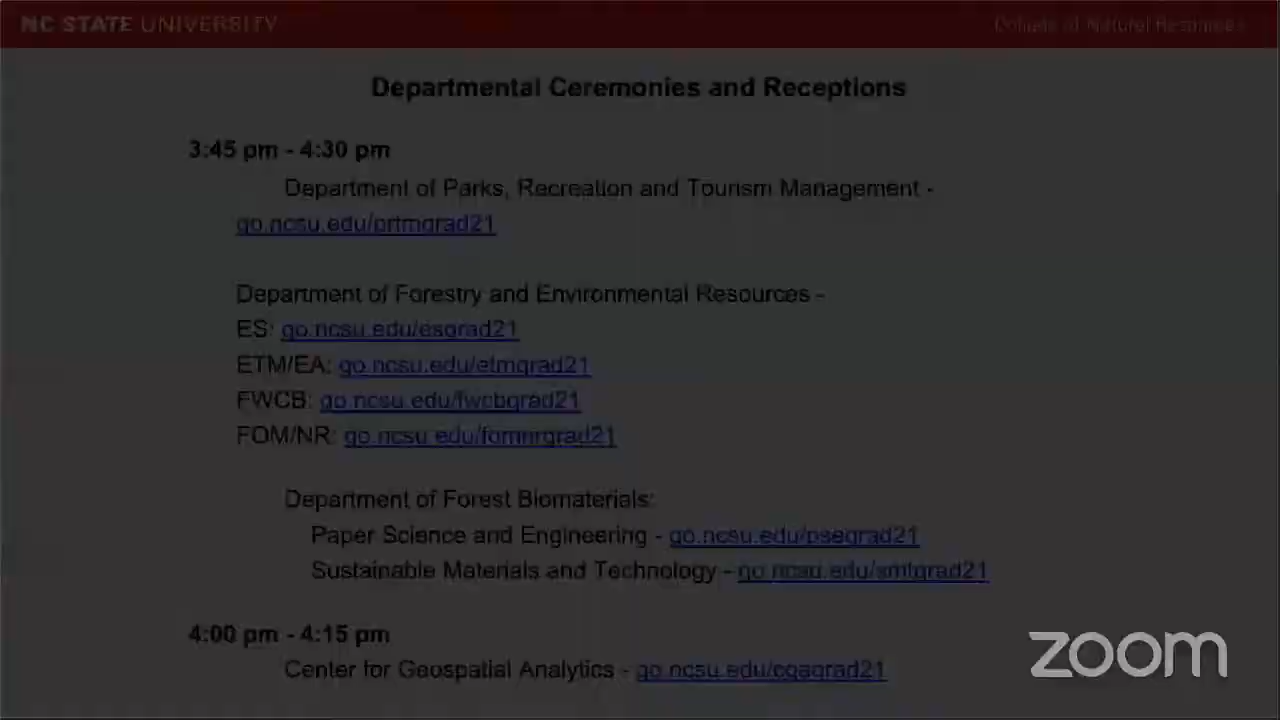 NC STATE UNIVERSITY
College of Natural Resources
Departmental Ceremonies and Receptions
3:45 pm - 4:30 pm
Department of Parks, Recreation and Tourism Management -
go.ncsu.edu/prtmgrad21
Department of Forestry and Environmental Resources -
ES: go.ncsu.edu/esgrad21
ETM/EA: go.ncsu.edu/etmgrad21
FWCB: go.ncsu.edu/fwcbgrad21
FOM/NR: go.ncsu.edu/fomnrgrad21
Department of Forest Biomaterials:
Paper Science and Engineering - go.ncsu.edu/psegrad21
Sustainable Materials and Technology - go.ncsu.edu/smtgrad21
4:00 pm - 4:15 pm
Center for Geospatial Analytics - go.ncsu.edu/cgagrad21
zoom